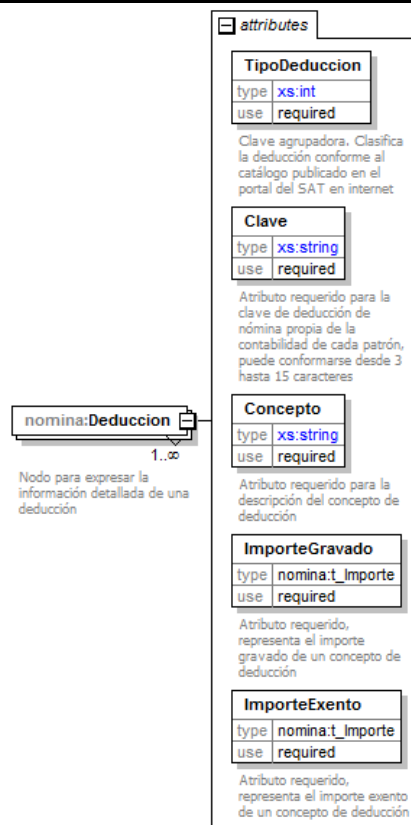 attributes
TipoDeduccion
type xs:int
use required
Clave agrupadora. Clasifica
la deducción conforme al
catálogo publicado en el
portal del SAT en internet
Clave
type xs:string
use required
Atributo requerido para la
clave de deducción de
nómina propia de la
contabilidad de cada patrón,
puede conformarse desde 3
hasta 15 caracteres
nomina:Deduccion
1..∞
Nodo para expresar la
información detallada de una
deducción
Concepto
type xs:string
use required
Atributo requerido para la
descripción del concepto de
deducción
ImporteGravado
type nomina:t_Importe
use required
Atributo requerido,
representa el importe
gravado de un concepto de
deducción
ImporteExento
type nomina:t_Importe
use required
Atributo requerido,
representa el importe exento
de un concepto de deducción